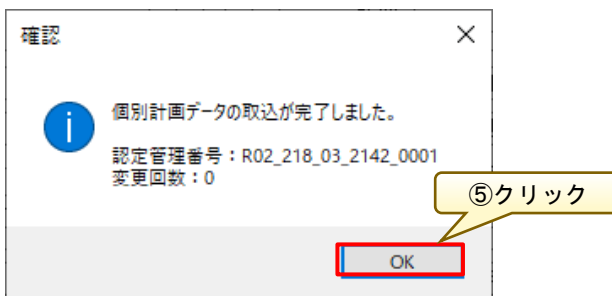 確認
個別計画データの取込が完了しました。
認定管理番号：R02_218_03_2142_0001
変更回数：0
⑤クリック
OK